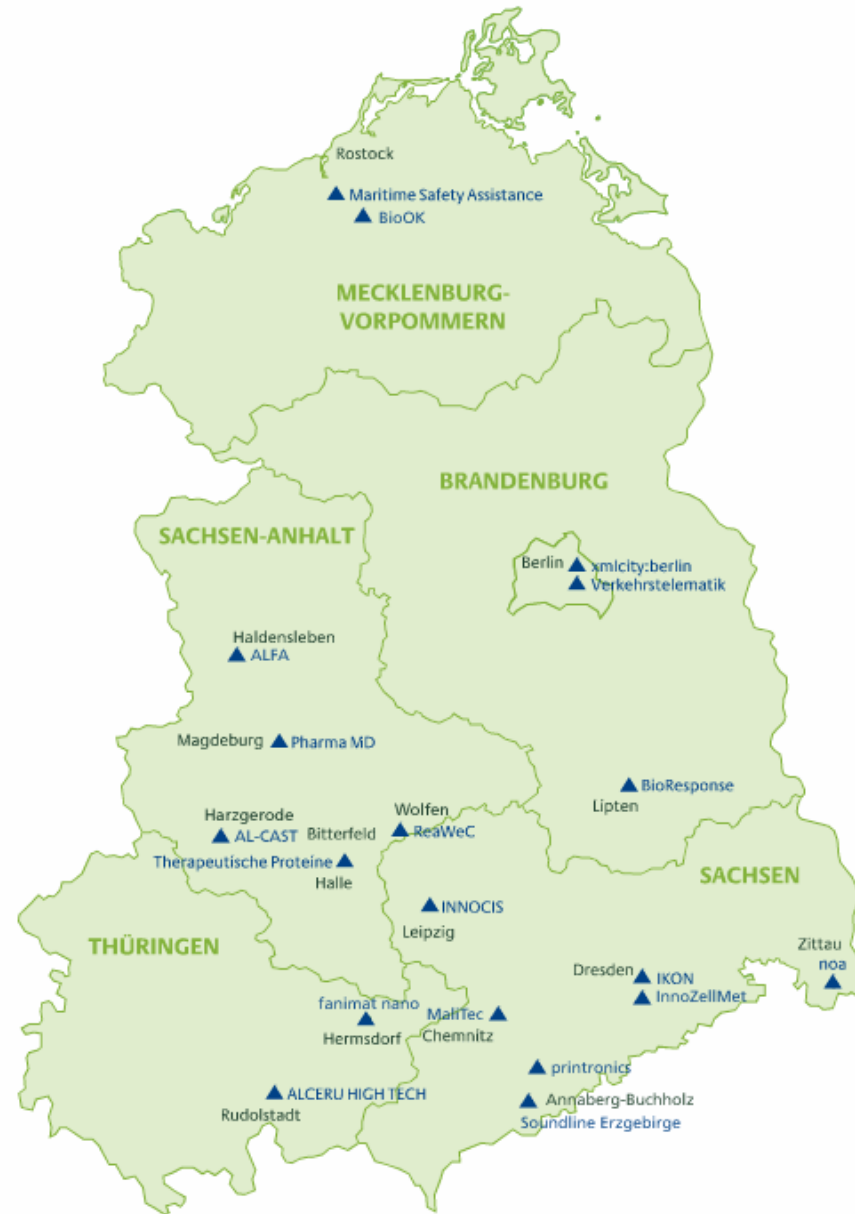 Rostock
Maritime Safety Assistance
BioOK
MECKLENBURG-
VORPOMMERN
BRANDENBURG
SACHSEN-ANHALT
Berlin
xmlcity:berlin
Verkehrstelematik
Haldensleben
ALFA
Magdeburg
Pharma MD
BioResponse
Lipten
Harzgerode
AL-CAST
Bitterfeld
Wolfen
ReaWeC
Therapeutische Proteine
Halle
SACHSEN
INNOCIS
Leipzig
THÜRINGEN
Zittau
noa
Dresden
IKON
InnoZellMet
fanimat nano
Hermsdorf
MaliTec
Chemnitz
printronics
ALCERU HIGH TECH
Rudolstadt
Annaberg-Buchholz
Soundline Erzgebirge